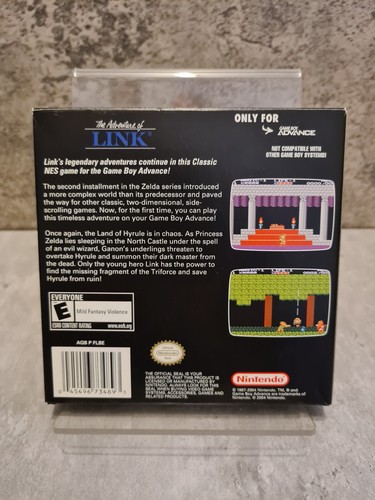 The Adventure of
LINK®
ONLY FOR
GAME BOY
ADVANCE
NOT COMPATIBLE WITH
OTHER GAME BOY SYSTEMS!
Link's legendary adventures continue in this Classic
NES game for the Game Boy Advance!
The second installment in the Zelda series introduced
a more complex world than its predecessor and paved
the way for other classic, two-dimensional, side-
scrolling games. Now, for the first time, you can play
this timeless adventure on your Game Boy Advance!
Once again, the Land of Hyrule is in chaos. As Princess
Zelda lies sleeping in the North Castle under the spell
of an evil wizard, Ganon's underlings threaten to
overtake Hyrule and summon their dark master from
the dead. Only the young hero Link has the power to
find the missing fragment of the Triforce and save
Hyrule from ruin!
EVERYONE
E
Mild Fantasy Violence
ESRB CONTENT RATING www.esrb.org
AGB P FLBE
0 45496 73489 5
THE OFFICIAL SEAL IS YOUR
ASSURANCE THAT THIS PRODUCT IS
LICENSED OR MANUFACTURED BY
NINTENDO. ALWAYS LOOK FOR THIS
SEAL WHEN BUYING VIDEO GAME
SYSTEMS, ACCESSORIES, GAMES AND
RELATED PRODUCTS.
Nintendo
© 1987-2004 Nintendo. TM, ® and
Game Boy Advance are trademarks of
Nintendo. © 2004 Nintendo.